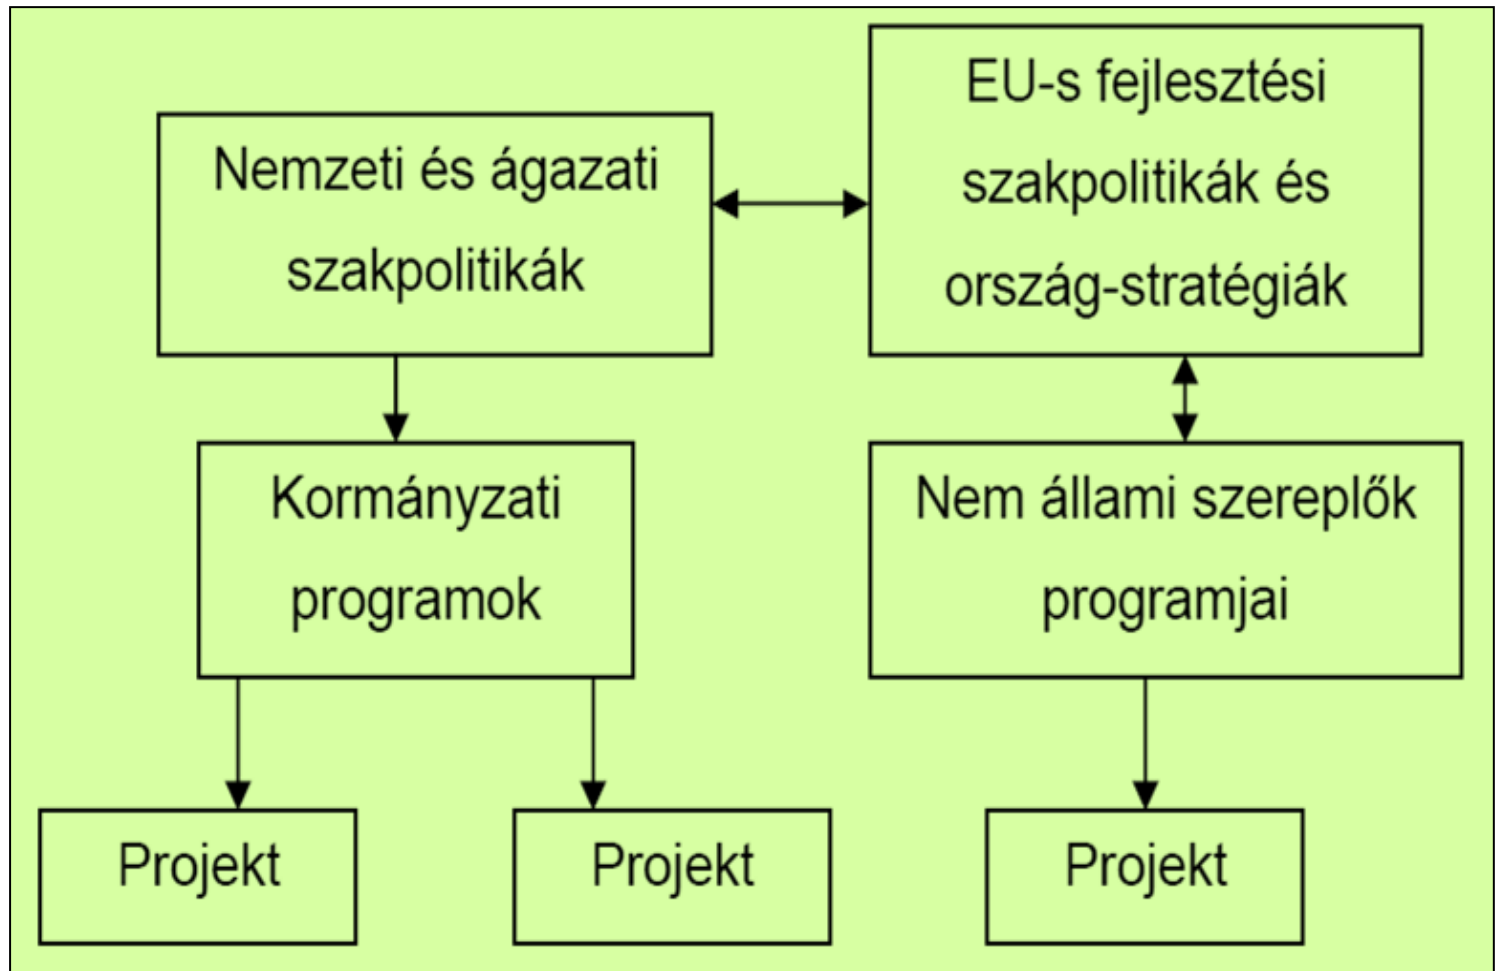 Nemzeti és ágazati
szakpolitikák
EU-s fejlesztési
szakpolitikák és
ország-stratégiák
Kormányzati
programok
Nem állami szereplők
programjai
Projekt
Projekt
Projekt